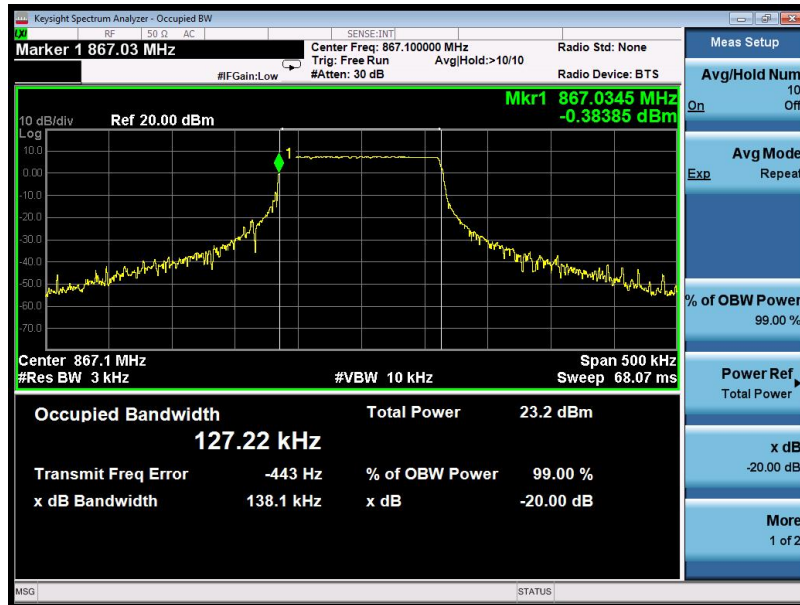 Keysight Spectrum Analyzer - Occupied BW
LXI
RF 50 Ω AC SENSE:INT
Marker 1 867.03 MHz
Center Freq: 867.100000 MHz
Radio Std: None
Trig: Free Run Avg|Hold:>10/10
#IFGain:Low
#Atten: 30 dB
Radio Device: BTS
Mkr1 867.0345 MHz
-0.38385 dBm
10 dB/div Ref 20.00 dBm
Log
10.0
1
0.00
-10.0
-20.0
-30.0
-40.0
-50.0
-60.0
-70.0
Center 867.1 MHz
Span 500 kHz
#Res BW 3 kHz
#VBW 10 kHz
Sweep 68.07 ms
Occupied Bandwidth
127.22 kHz
Total Power 23.2 dBm
Transmit Freq Error -443 Hz
% of OBW Power 99.00 %
x dB Bandwidth 138.1 kHz
x dB -20.00 dB
MSG
STATUS
Meas Setup
Avg/Hold Num
10
On Off
Avg Mode
Exp Repeat
% of OBW Power
99.00 %
Power Ref
Total Power
x dB
-20.00 dB
More
1 of 2